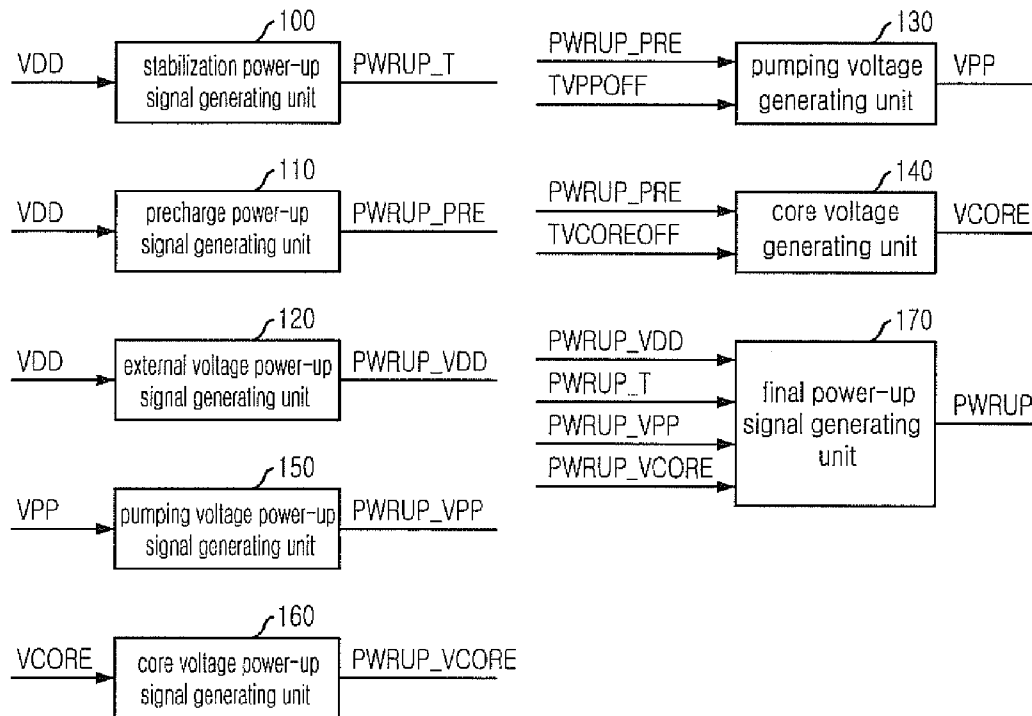 100
VDD
stabilization power-up
signal generating unit
PWRUP_T
110
VDD
precharge power-up
signal generating unit
PWRUP_PRE
120
VDD
external voltage power-up
signal generating unit
PWRUP_VDD
150
VPP
pumping voltage power-up
signal generating unit
PWRUP_VPP
160
VCORE
core voltage power-up
signal generating unit
PWRUP_VCORE
130
PWRUP_PRE
TVPPOFF
pumping voltage
generating unit
VPP
140
PWRUP_PRE
TVCOREOFF
core voltage
generating unit
VCORE
170
PWRUP_VDD
PWRUP_T
PWRUP_VPP
PWRUP_VCORE
final power-up
signal generating
unit
PWRUP